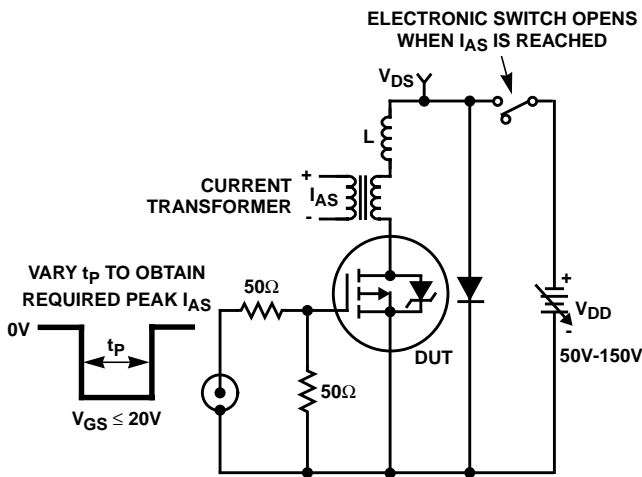 ELECTRONIC SWITCH OPENS
WHEN IAS IS REACHED
VDS
L
+
CURRENT
TRANSFORMER
IAS
-
VARY tP TO OBTAIN
REQUIRED PEAK IAS
50Ω
0V
tP
VGS ≤ 20V
50Ω
DUT
+
VDD
-
50V-150V